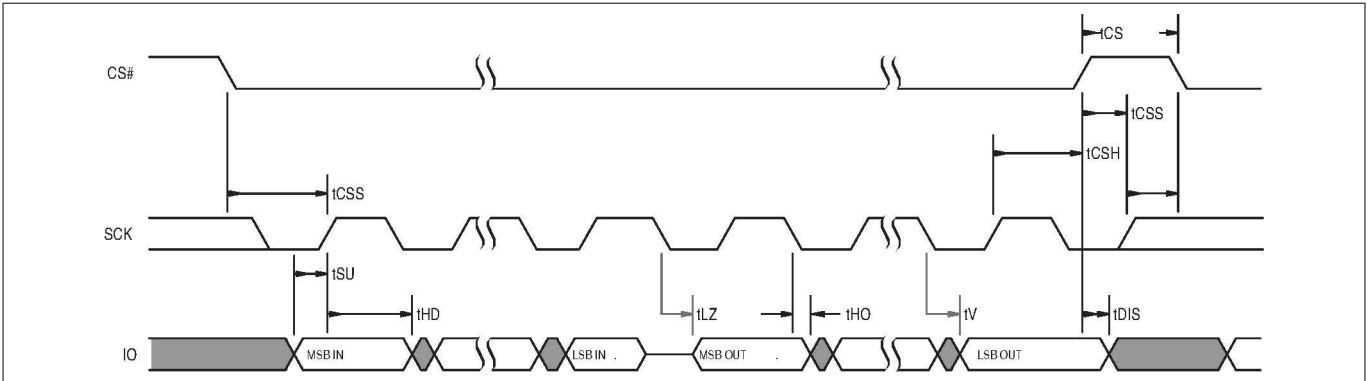 tCS
CS#
tCSS
tCSH
tCSS
SCK
tSU
tHD
tLZ
tHO
tV
tDIS
IO
MSB IN
LSB IN .
MSB OUT .
LSB OUT